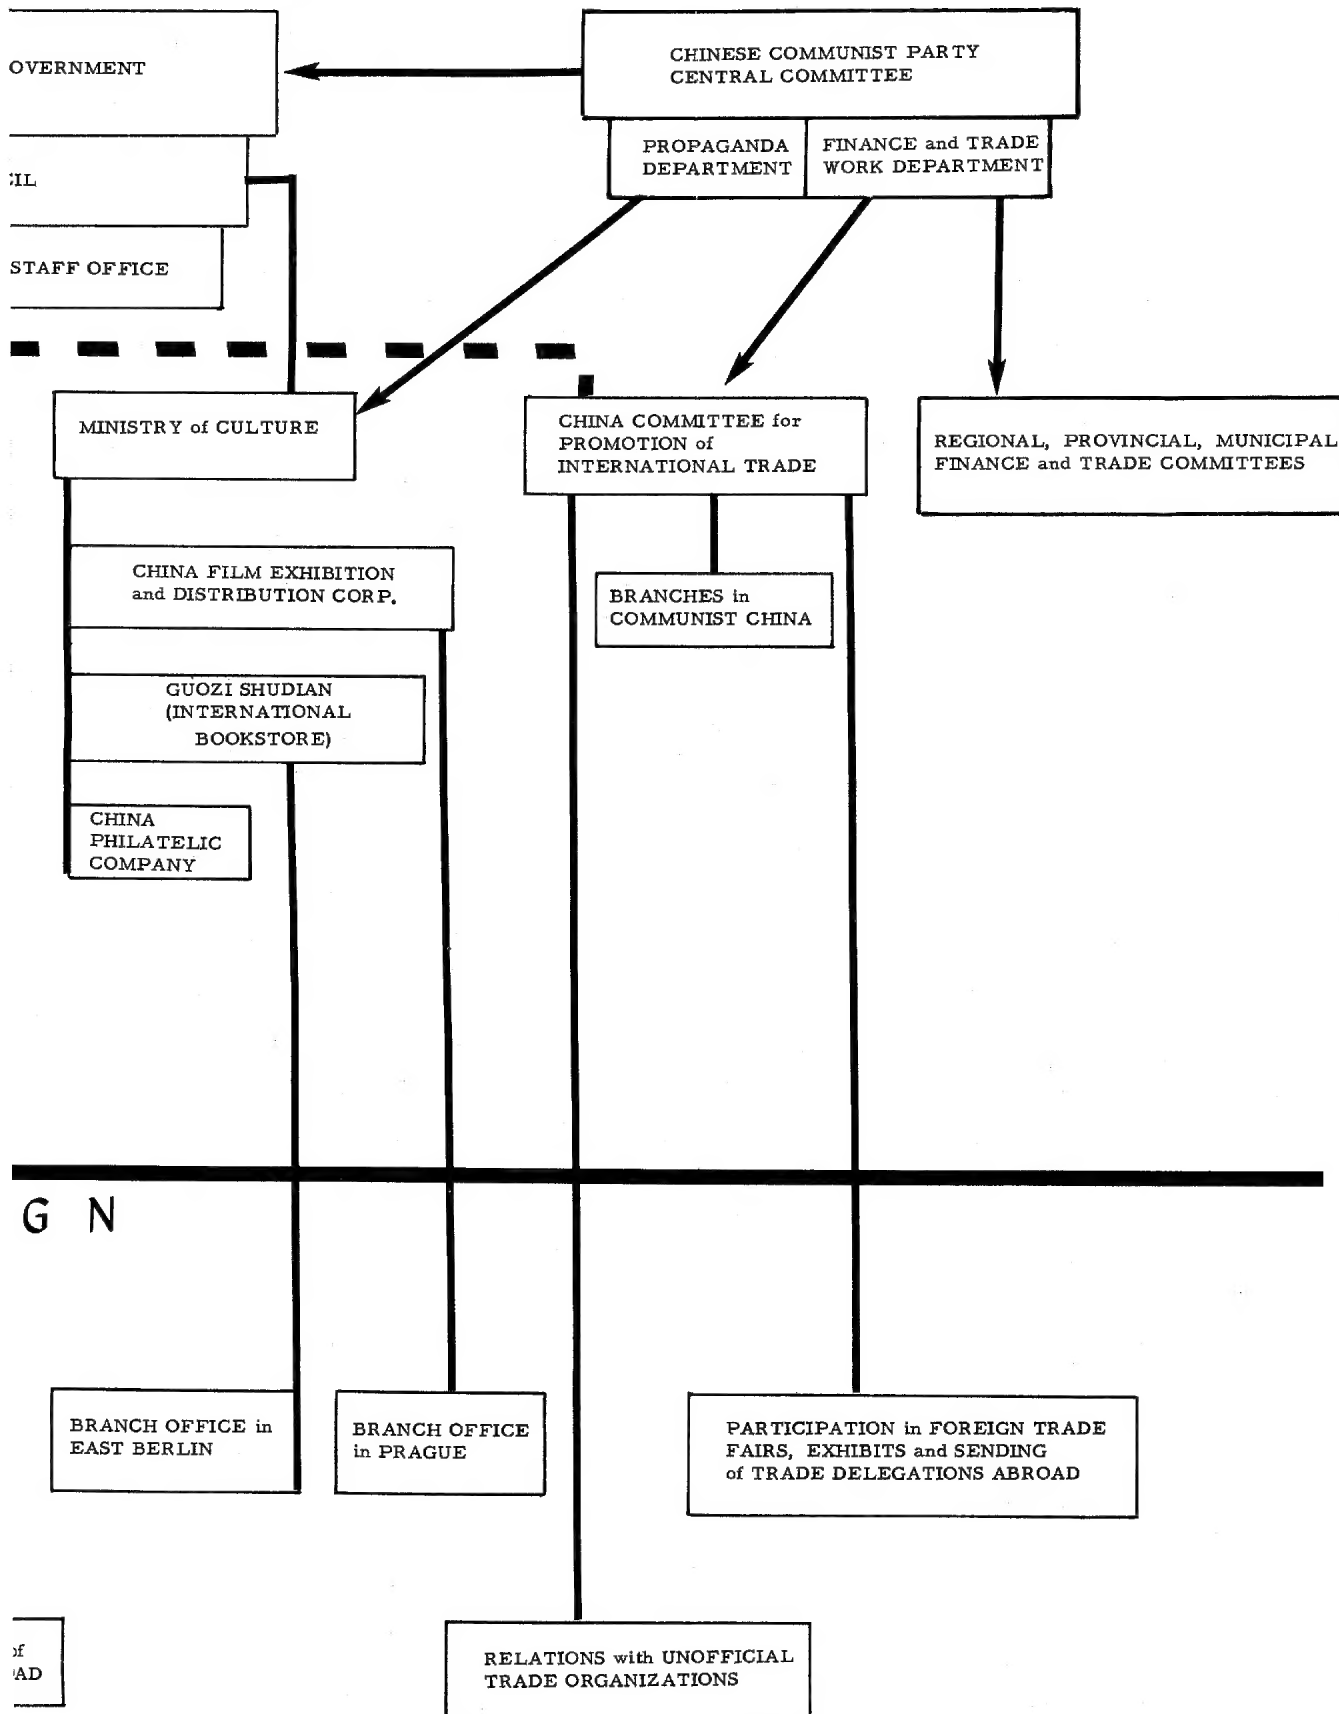 OVERNMENT
CHINESE COMMUNIST PARTY
CENTRAL COMMITTEE
PROPAGANDA
DEPARTMENT
FINANCE and TRADE
WORK DEPARTMENT
CIL
STAFF OFFICE
MINISTRY of CULTURE
CHINA COMMITTEE for
PROMOTION of
INTERNATIONAL TRADE
REGIONAL, PROVINCIAL, MUNICIPAL
FINANCE and TRADE COMMITTEES
CHINA FILM EXHIBITION
and DISTRIBUTION CORP.
BRANCHES in
COMMUNIST CHINA
GUOZI SHUDIAN
(INTERNATIONAL
BOOKSTORE)
CHINA
PHILATELIC
COMPANY
G N
BRANCH OFFICE in
EAST BERLIN
BRANCH OFFICE
in PRAGUE
PARTICIPATION in FOREIGN TRADE
FAIRS, EXHIBITS and SENDING
of TRADE DELEGATIONS ABROAD
of
OAD
RELATIONS with UNOFFICIAL
TRADE ORGANIZATIONS